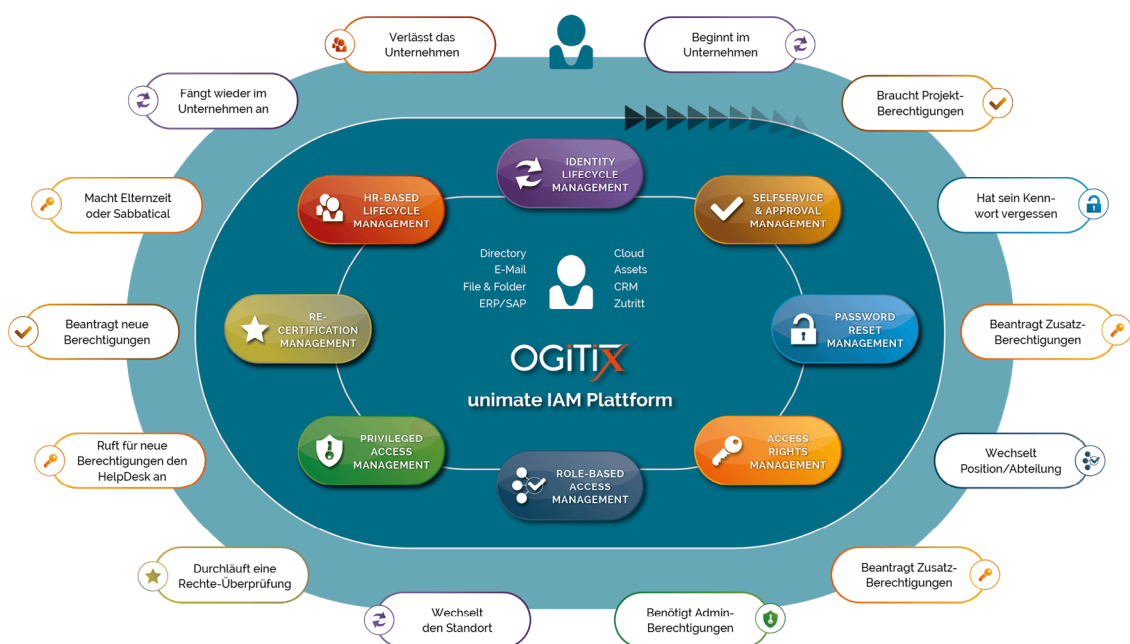 Verlässt das
Unternehmen
Beginnt im
Unternehmen
Fängt wieder im
Unternehmen an
Braucht Projekt-
Berechtigungen
Macht Elternzeit
oder Sabbatical
Hat sein Kenn-
wort vergessen
Beantragt neue
Berechtigungen
Beantragt Zusatz-
Berechtigungen
Ruft für neue
Berechtigungen den
HelpDesk an
Wechselt
Position/Abteilung
Durchläuft eine
Rechte-Überprüfung
Beantragt Zusatz-
Berechtigungen
Wechselt
den Standort
Benötigt Admin-
Berechtigungen
IDENTITY
LIFECYCLE
MANAGEMENT
HR-BASED
LIFECYCLE
MANAGEMENT
SELFSERVICE
& APPROVAL
MANAGEMENT
RE-
CERTIFICATION
MANAGEMENT
PASSWORD
RESET
MANAGEMENT
PRIVILEGED
ACCESS
MANAGEMENT
ACCESS
RIGHTS
MANAGEMENT
ROLE-BASED
ACCESS
MANAGEMENT
Directory
E-Mail
File & Folder
ERP/SAP
Cloud
Assets
CRM
Zutritt
OGiTiX
unimate IAM Plattform